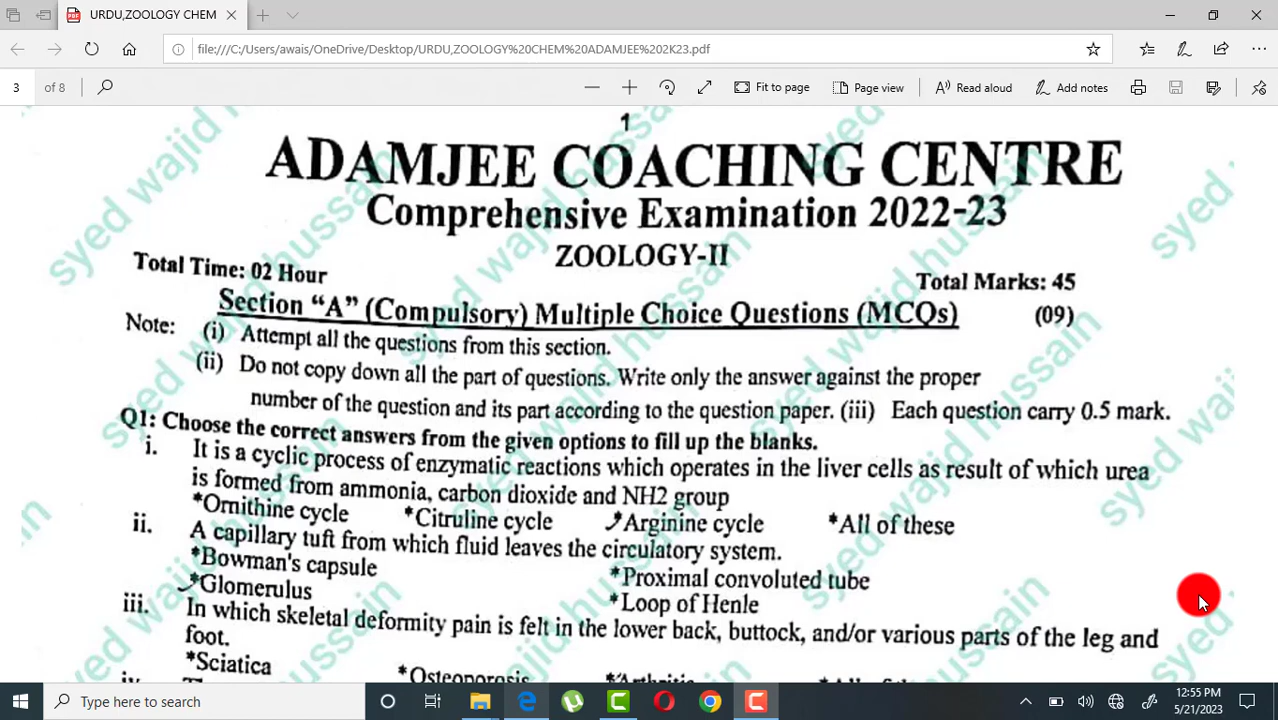 URDU,ZOOLOGY CHEM
file:///C:/Users/awais/OneDrive/Desktop/URDU,ZOOLOGY%20CHEM%20ADAMJEE%202K23.pdf
3 of 8 Fit to page Page view Read aloud Add notes
1
ADAMJEE COACHING CENTRE
Comprehensive Examination 2022-23
ZOOLOGY-II
Total Time: 02 Hour Total Marks: 45
Section "A" (Compulsory) Multiple Choice Questions (MCQs) (09)
Note: (i) Attempt all the questions from this section.
(ii) Do not copy down all the part of questions. Write only the answer against the proper
number of the question and its part according to the question paper. (iii) Each question carry 0.5 mark.
Q1: Choose the correct answers from the given options to fill up the blanks.
i. It is a cyclic process of enzymatic reactions which operates in the liver cells as result of which urea
is formed from ammonia, carbon dioxide and NH2 group
*Ornithine cycle *Citruline cycle *Arginine cycle *All of these
ii. A capillary tuft from which fluid leaves the circulatory system.
*Bowman's capsule *Proximal convoluted tube
*Glomerulus *Loop of Henle
iii. In which skeletal deformity pain is felt in the lower back, buttock, and/or various parts of the leg and
foot.
*Sciatica *Osteoporosis *Arthritis
syed wajid hussain
Type here to search
12:55 PM
5/21/2023